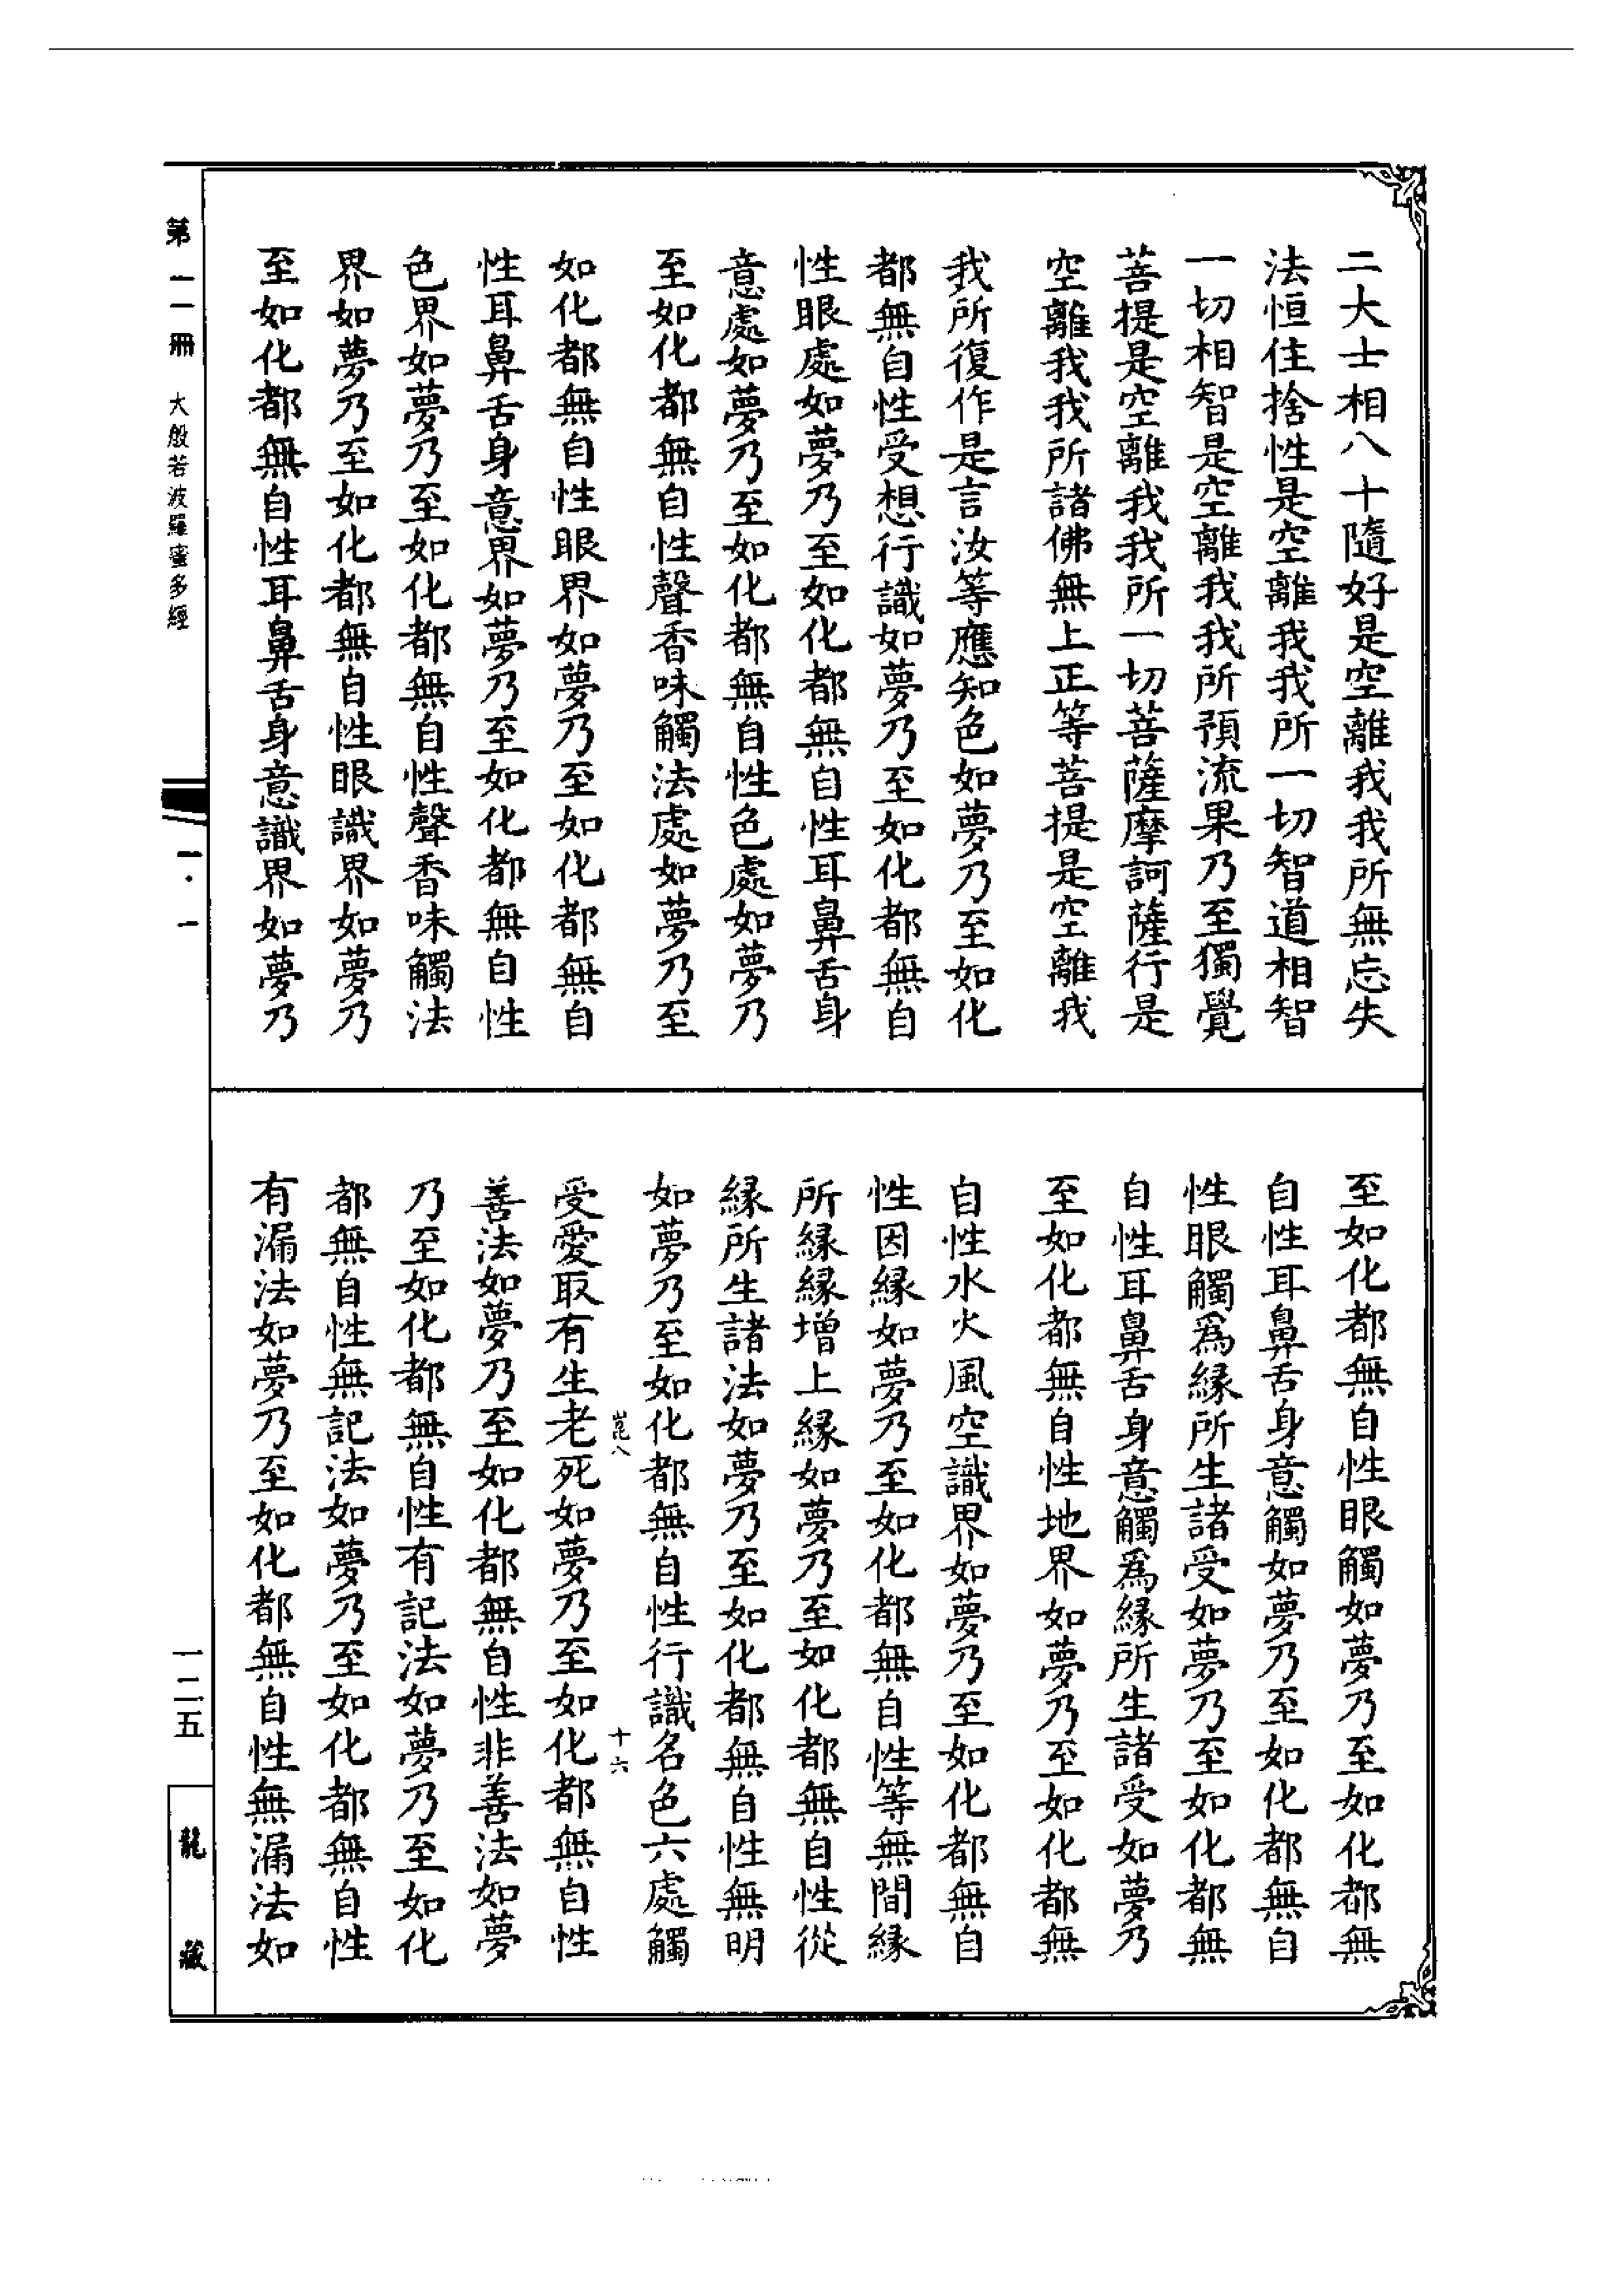 二大士相八十隨好是空離我我所無忘失
法恒住捨性是空離我我所一切智道相智
一切相智是空離我我所預流果乃至獨覺
菩提是空離我我所一切菩薩摩訶薩行是
空離我我所諸佛無上正等菩提是空離我
我所復作是言汝等應知色如夢乃至如化
都無自性受想行識如夢乃至如化都無自
性眼處如夢乃至如化都無自性耳鼻舌身
意處如夢乃至如化都無自性色處如夢乃
至如化都無自性聲香味觸法處如夢乃至
如化都無自性眼界如夢乃至如化都無自
性耳鼻舌身意界如夢乃至如化都無自性
色界如夢乃至如化都無自性聲香味觸法
界如夢乃至如化都無自性眼識界如夢乃
至如化都無自性耳鼻舌身意識界如夢乃
至如化都無自性眼觸如夢乃至如化都無
自性耳鼻舌身意觸如夢乃至如化都無自
性眼觸爲緣所生諸受如夢乃至如化都無
自性耳鼻舌身意觸爲緣所生諸受如夢乃
至如化都無自性地界如夢乃至如化都無
自性水火風空識界如夢乃至如化都無自
性因緣如夢乃至如化都無自性等無間緣
所緣緣增上緣如夢乃至如化都無自性從
緣所生諸法如夢乃至如化都無自性無明
如夢乃至如化都無自性行識名色六處觸
崑八 十六
受愛取有生老死如夢乃至如化都無自性
善法如夢乃至如化都無自性非善法如夢
乃至如化都無自性有記法如夢乃至如化
都無自性無記法如夢乃至如化都無自性
有漏法如夢乃至如化都無自性無漏法如
第二冊 大般若波羅蜜多經
一·一
一二五
龍藏